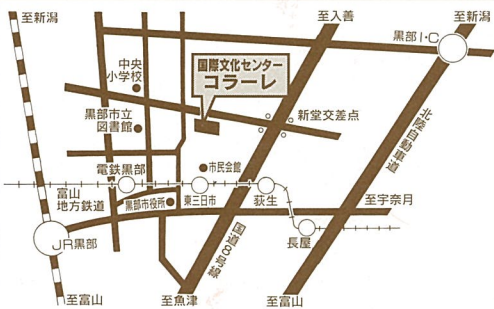 至新潟
至入善
至新潟
黒部I・C
中央
小学校
国際文化センター
コラーレ
黒部市立
図書館
新堂交差点
北陸自動車道
電鉄黒部
市民会館
富山
地方鉄道
黒部市役所
東三日市
荻生
至宇奈月
JR黒部
国道8号線
長屋
至富山
至魚津
至富山